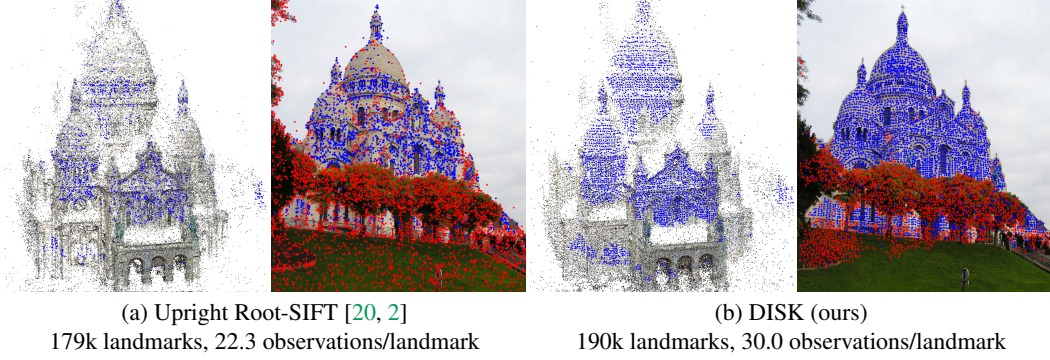 (a) Upright Root-SIFT [20, 2]
179k landmarks, 22.3 observations/landmark
(b) DISK (ours)
190k landmarks, 30.0 observations/landmark